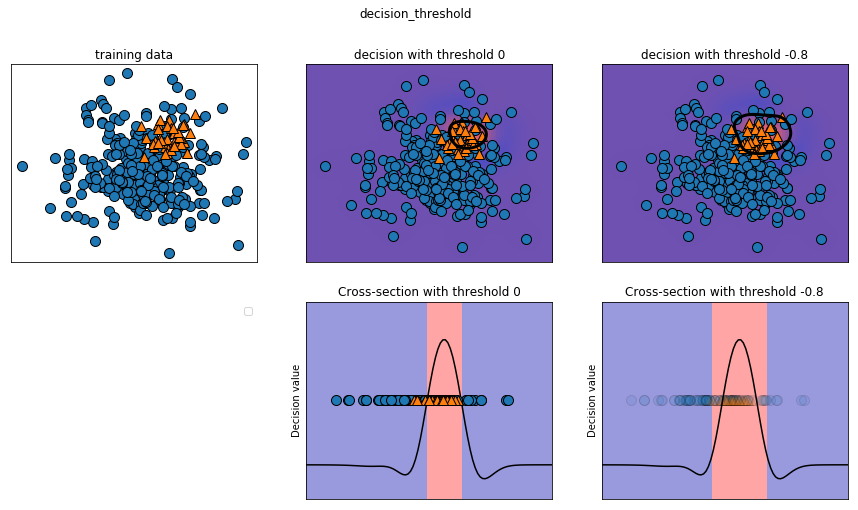 decision_threshold
training data
decision with threshold 0
decision with threshold -0.8
Cross-section with threshold 0
Cross-section with threshold -0.8
Decision value
Decision value